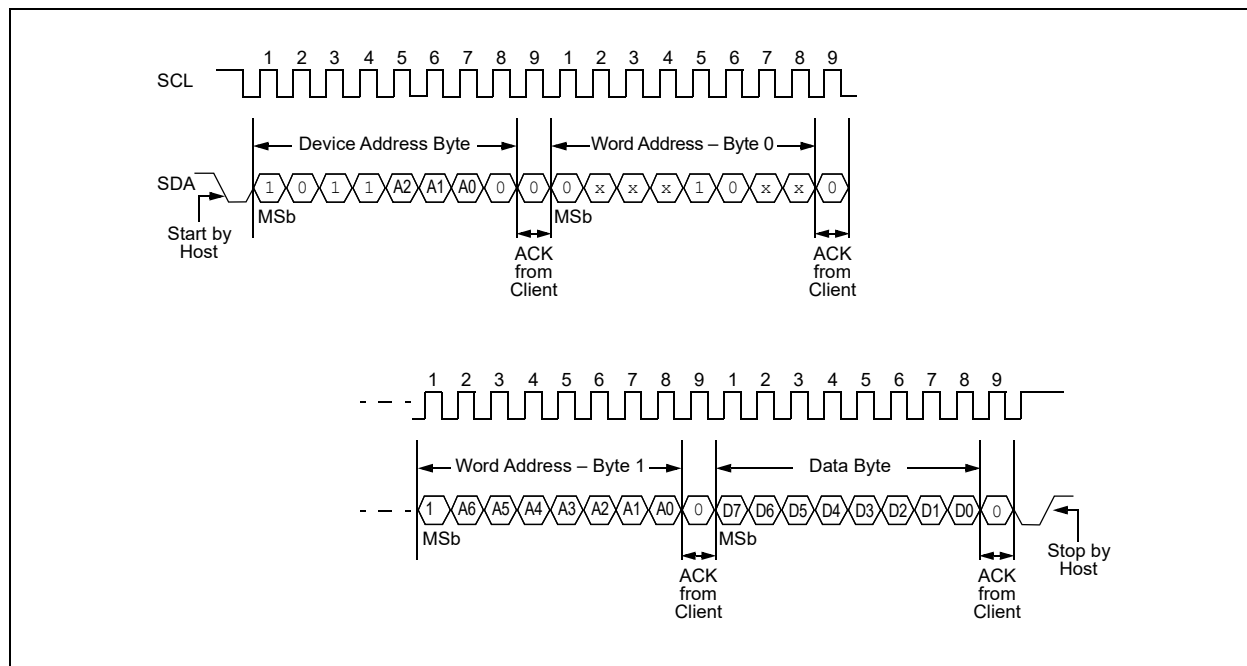 1 2 3 4 5 6 7 8 9 1 2 3 4 5 6 7 8 9
SCL
Device Address Byte Word Address – Byte 0
SDA 1 0 1 1 A2 A1 A0 0 0 0 x x x 1 0 x x 0
MSb MSb
Start by
Host
ACK
from
Client
ACK
from
Client
1 2 3 4 5 6 7 8 9 1 2 3 4 5 6 7 8 9
Word Address – Byte 1 Data Byte
1 A6 A5 A4 A3 A2 A1 A0 0 D7 D6 D5 D4 D3 D2 D1 D0 0
MSb MSb
ACK
from
Client
ACK
from
Client
Stop by
Host